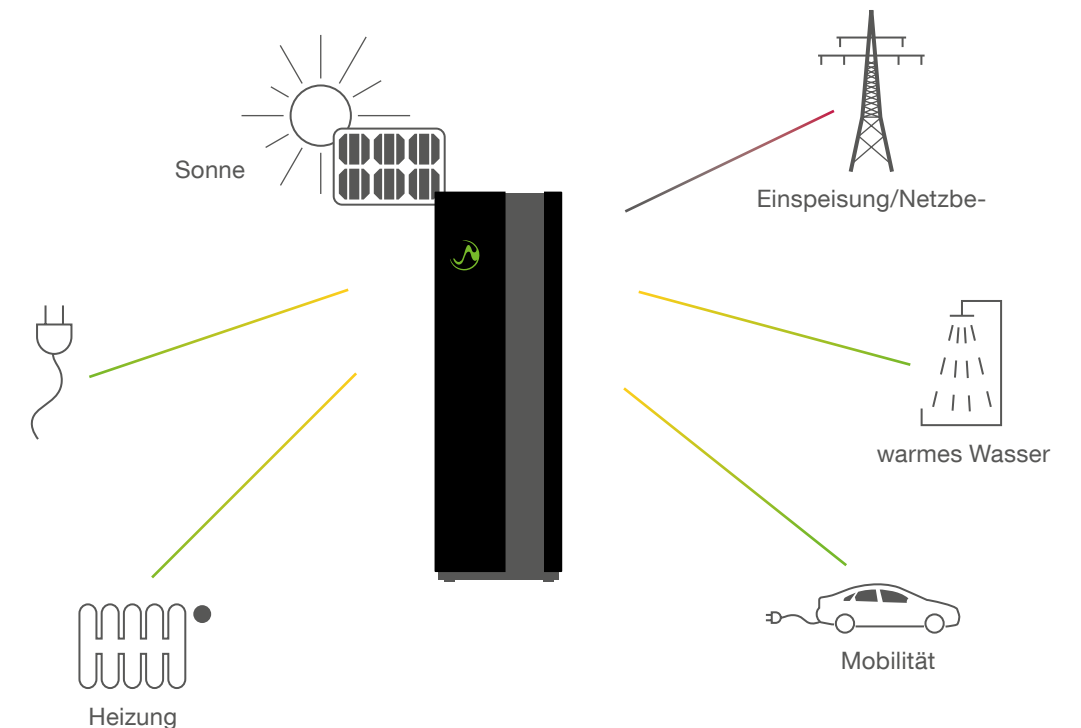 Sonne
Einspeisung/Netzbe-
warmes Wasser
Mobilität
Heizung